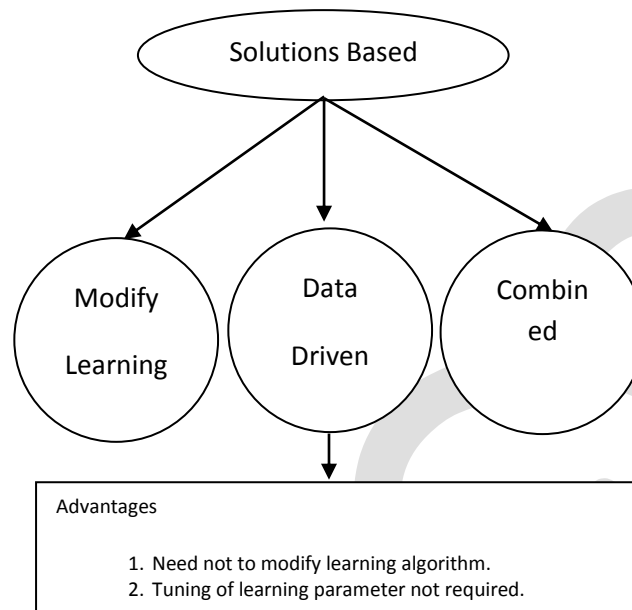 Solutions Based
Modify
Learning
Data
Driven
Combin
ed
Advantages
1. Need not to modify learning algorithm.
2. Tuning of learning parameter not required.